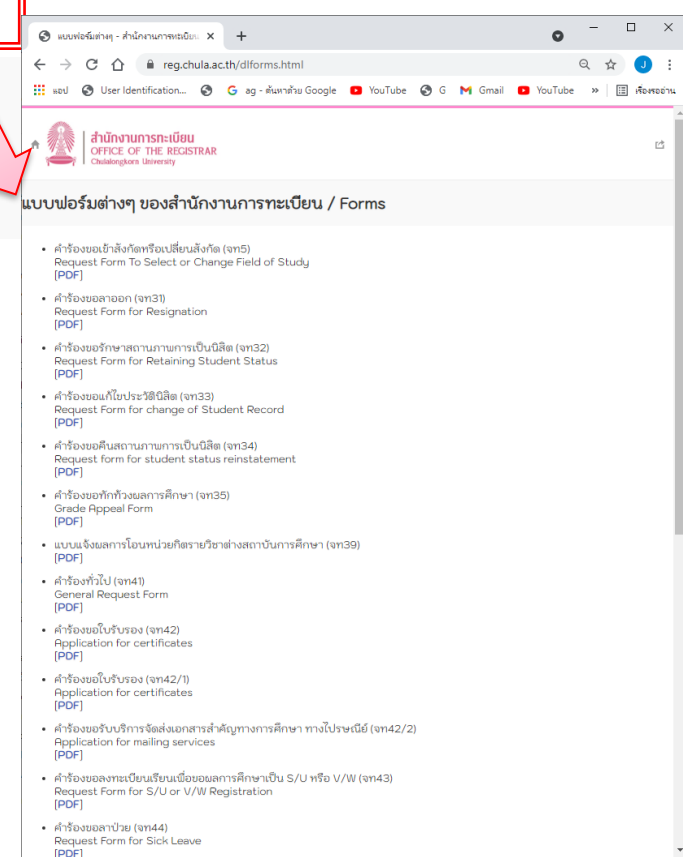 แบบฟอร์มต่างๆ - สำนักงานการทะเบียน
reg.chula.ac.th/dlforms.html
J
แอป User Identification... G ag - ค้นหาด้วย Google YouTube G Gmail YouTube » เรื่องรออ่าน
สำนักงานการทะเบียน
OFFICE OF THE REGISTRAR
Chulalongkorn University
แบบฟอร์มต่างๆ ของสำนักงานการทะเบียน / Forms
• คำร้องขอเข้าสังกัดหรือเปลี่ยนสังกัด (จท5)
Request Form To Select or Change Field of Study
[PDF]
• คำร้องขอลาออก (จท31)
Request Form for Resignation
[PDF]
• คำร้องขอรักษาสถานภาพการเป็นนิสิต (จท32)
Request Form for Retaining Student Status
[PDF]
• คำร้องขอแก้ไขประวัตินิสิต (จท33)
Request Form for change of Student Record
[PDF]
• คำร้องขอคืนสถานภาพการเป็นนิสิต (จท34)
Request form for student status reinstatement
[PDF]
• คำร้องขอทักท้วงผลการศึกษา (จท35)
Grade Appeal Form
[PDF]
• แบบแจ้งผลการโอนหน่วยกิตรายวิชาต่างสถาบันการศึกษา (จท39)
[PDF]
• คำร้องทั่วไป (จท41)
General Request Form
[PDF]
• คำร้องขอใบรับรอง (จท42)
Application for certificates
[PDF]
• คำร้องขอใบรับรอง (จท42/1)
Application for certificates
[PDF]
• คำร้องขอรับบริการจัดส่งเอกสารสำคัญทางการศึกษา ทางไปรษณีย์ (จท42/2)
Application for mailing services
[PDF]
• คำร้องขอลงทะเบียนเรียนเพื่อขอผลการศึกษาเป็น S/U หรือ V/W (จท43)
Request Form for S/U or V/W Registration
[PDF]
• คำร้องขอลาป่วย (จท44)
Request Form for Sick Leave
[PDF]